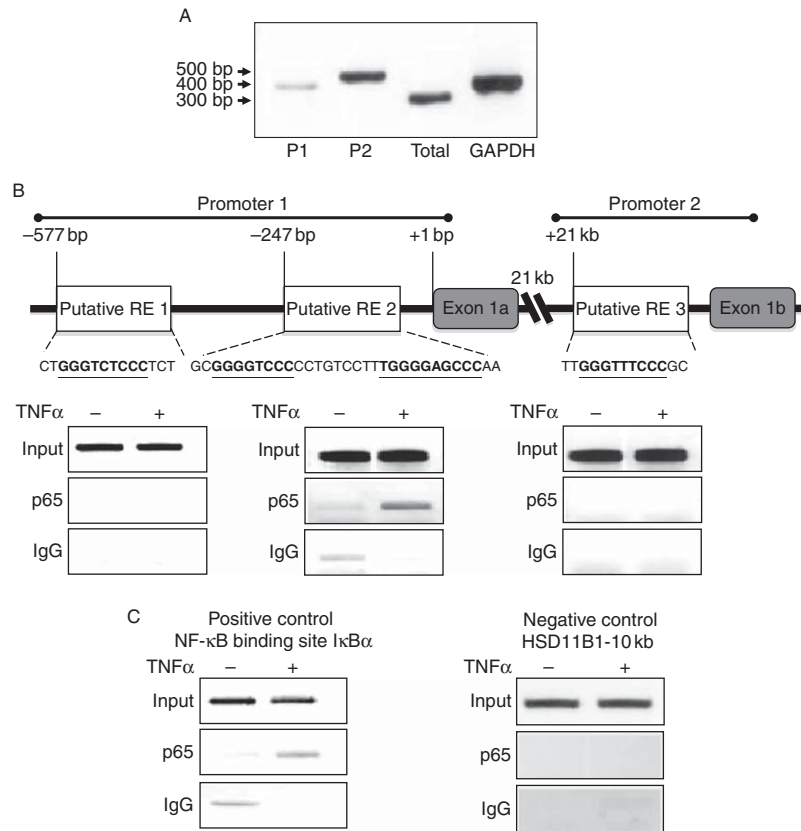 A
500 bp
400 bp
300 bp
P1 P2 Total GAPDH
B
Promoter 1 Promoter 2
–577 bp –247 bp +1 bp +21 kb
21 kb
Putative RE 1 Putative RE 2 Exon 1a Putative RE 3 Exon 1b
CTGGGTCTCCCTCT GCGGGGTCCCCCTGTCCTTTGGGGAGCCCAA TTGGGTTTCCCGC
TNFα – + TNFα – + TNFα – +
Input Input Input
p65 p65 p65
IgG IgG IgG
C
Positive control Negative control
NF-κB binding site IκBα HSD11B1-10 kb
TNFα – + TNFα – +
Input Input
p65 p65
IgG IgG